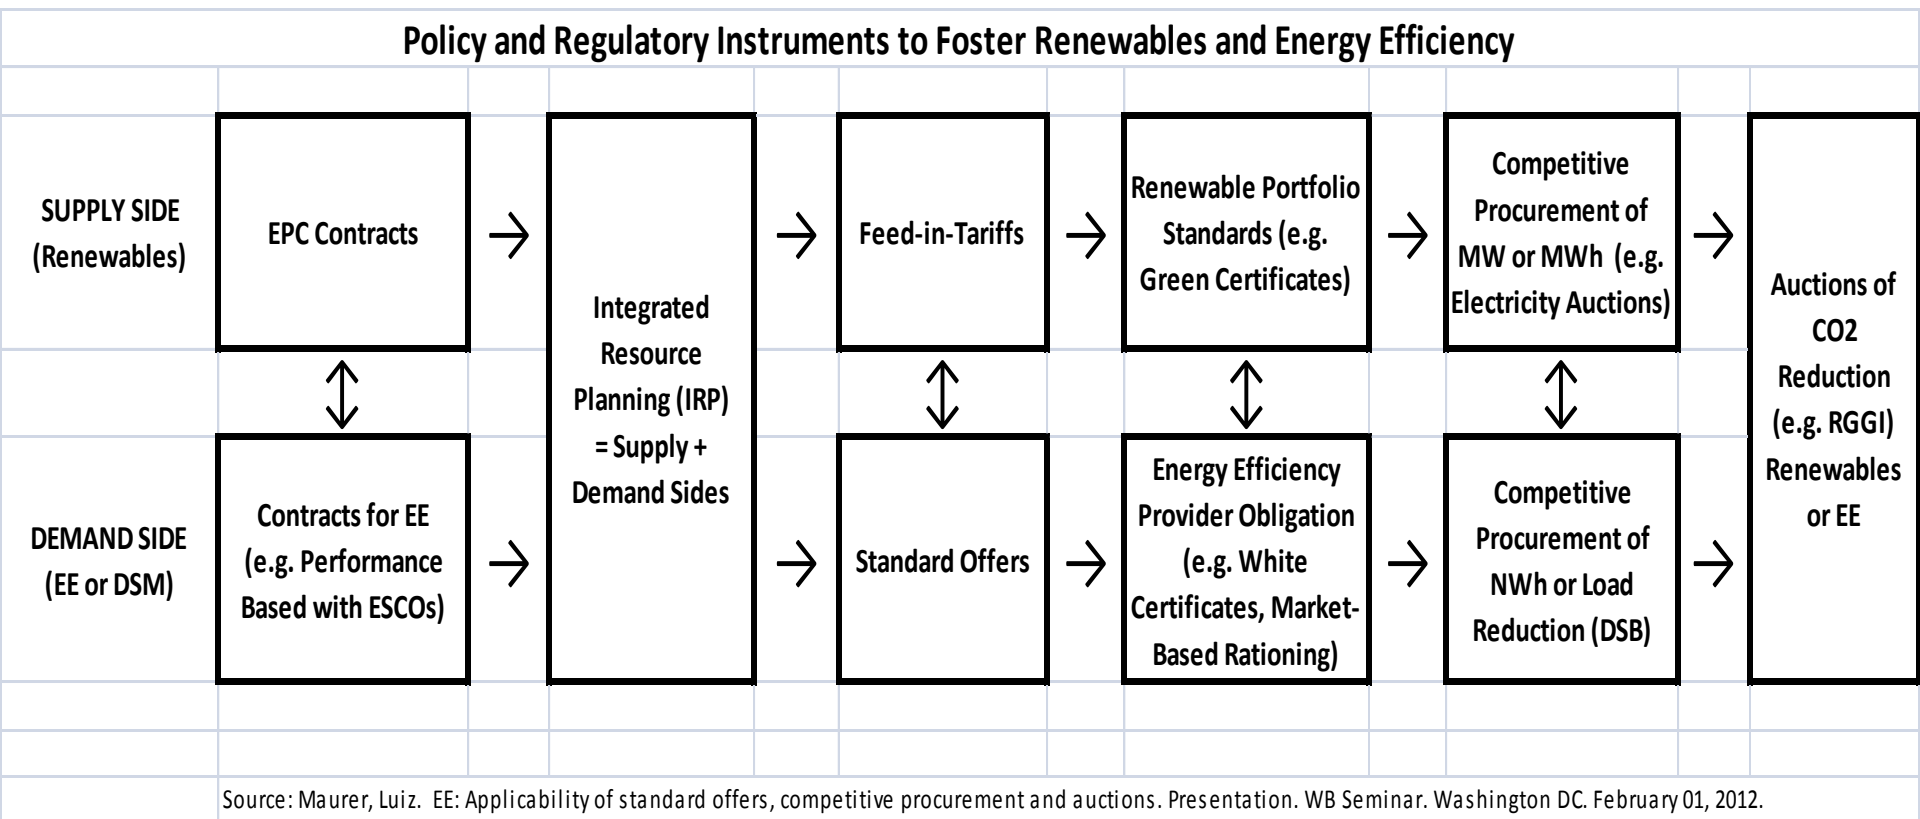 Policy and Regulatory Instruments to Foster Renewables and Energy Efficiency
SUPPLY SIDE
(Renewables)
EPC Contracts
Integrated
Resource
Planning (IRP)
= Supply +
Demand Sides
Feed-in-Tariffs
Renewable Portfolio
Standards (e.g.
Green Certificates)
Competitive
Procurement of
MW or MWh (e.g.
Electricity Auctions)
Auctions of
CO2
Reduction
(e.g. RGGI)
Renewables
or EE
DEMAND SIDE
(EE or DSM)
Contracts for EE
(e.g. Performance
Based with ESCOs)
Standard Offers
Energy Efficiency
Provider Obligation
(e.g. White
Certificates, Market-
Based Rationing)
Competitive
Procurement of
NWh or Load
Reduction (DSB)
Source: Maurer, Luiz. EE: Applicability of standard offers, competitive procurement and auctions. Presentation. WB Seminar. Washington DC. February 01, 2012.